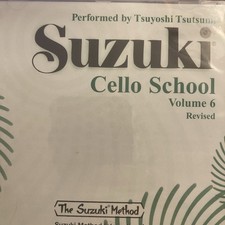 Performed by Tsuyoshi Tsutsumi
Suzuki®
Cello School
Volume 6
Revised
The Suzuki Method